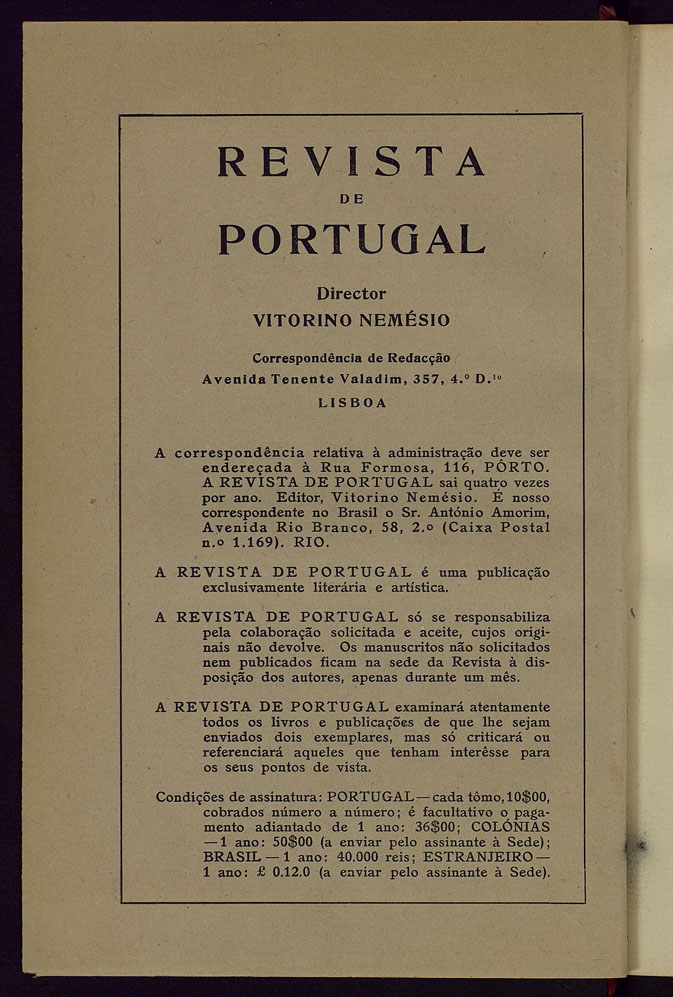 REVISTA
DE
PORTUGAL
Director
VITORINO NEMÉSIO
Correspondência de Redacção
Avenida Tenente Valadim, 357, 4.º D.to
LISBOA
A correspondência relativa à administração deve ser
endereçada à Rua Formosa, 116, PÔRTO.
A REVISTA DE PORTUGAL sai quatro vezes
por ano. Editor, Vitorino Nemésio. É nosso
correspondente no Brasil o Sr. António Amorim,
Avenida Rio Branco, 58, 2.o (Caixa Postal
n.o 1.169). RIO.
A REVISTA DE PORTUGAL é uma publicação
exclusivamente literária e artística.
A REVISTA DE PORTUGAL só se responsabiliza
pela colaboração solicitada e aceite, cujos origi-
nais não devolve. Os manuscritos não solicitados
nem publicados ficam na sede da Revista à dis-
posição dos autores, apenas durante um mês.
A REVISTA DE PORTUGAL examinará atentamente
todos os livros e publicações de que lhe sejam
enviados dois exemplares, mas só criticará ou
referenciará aqueles que tenham interêsse para
os seus pontos de vista.
Condições de assinatura: PORTUGAL—cada tômo, 10$00,
cobrados número a número; é facultativo o paga-
mento adiantado de 1 ano: 36$00; COLÓNIAS
—1 ano: 50$00 (a enviar pelo assinante à Sede);
BRASIL — 1 ano: 40.000 reis; ESTRANJEIRO—
1 ano: £ 0.12.0 (a enviar pelo assinante à Sede).